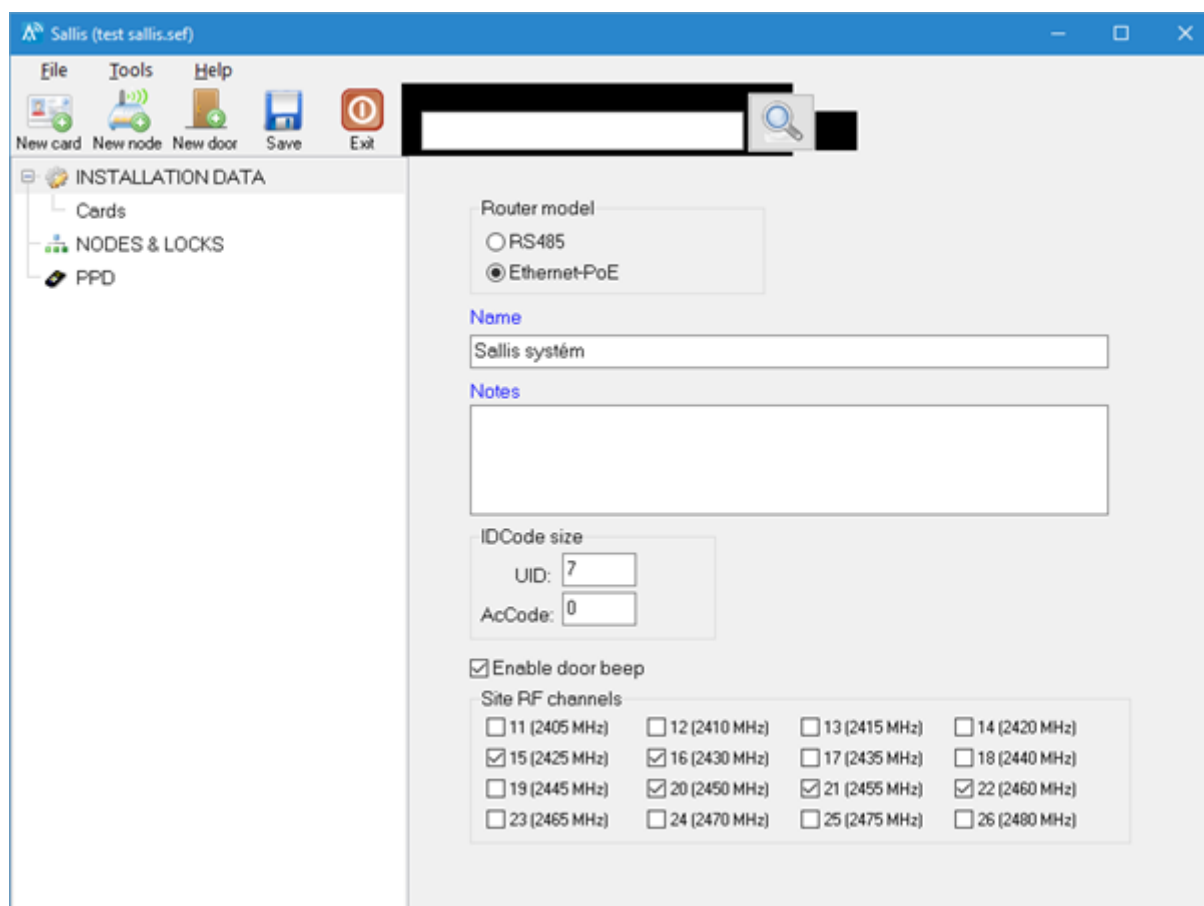 Sallis (test sallis.sef)
File Tools Help
New card New node New door Save Exit
INSTALLATION DATA
Cards
NODES & LOCKS
PPD
Router model
RS485
Ethernet-PoE
Name
Sallis systém
Notes
IDCode size
UID: 7
AcCode: 0
Enable door beep
Site RF channels
11 (2405 MHz) 12 (2410 MHz) 13 (2415 MHz) 14 (2420 MHz)
15 (2425 MHz) 16 (2430 MHz) 17 (2435 MHz) 18 (2440 MHz)
19 (2445 MHz) 20 (2450 MHz) 21 (2455 MHz) 22 (2460 MHz)
23 (2465 MHz) 24 (2470 MHz) 25 (2475 MHz) 26 (2480 MHz)